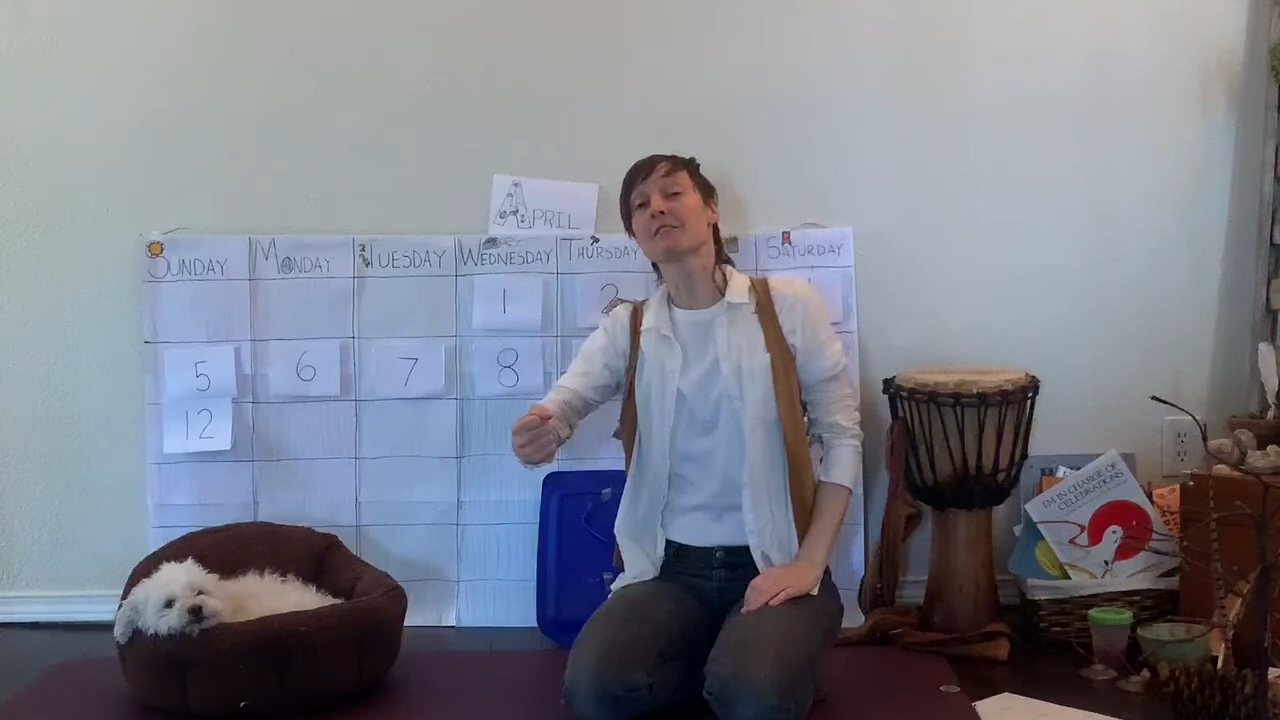 APRIL
SUNDAY MONDAY TUESDAY WEDNESDAY THURSDAY SATURDAY
1 2
5 6 7 8
12
I'M IN CHARGE OF
CELEBRATIONS